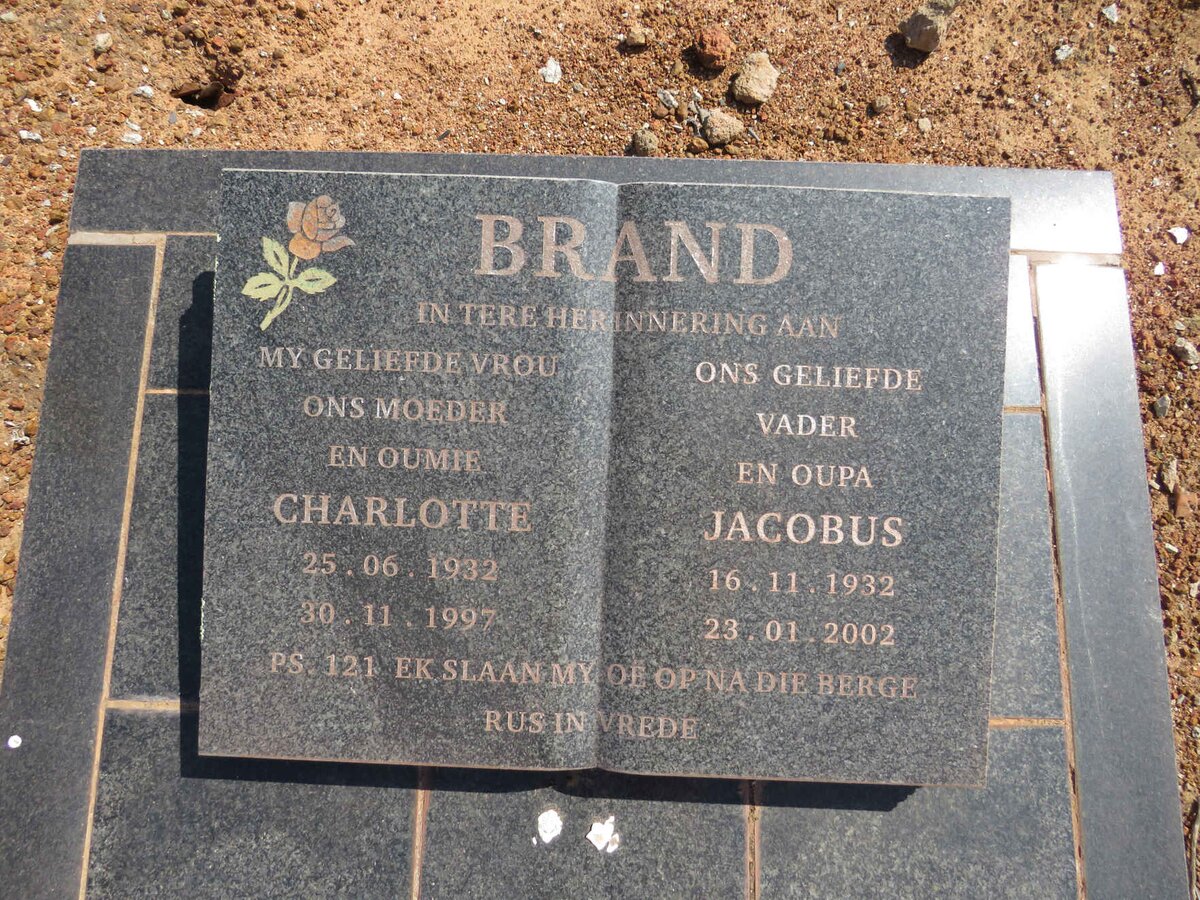 BRAND
IN TERE HERINNERING AAN
MY GELIEFDE VROU
ONS MOEDER
EN OUMIE
CHARLOTTE
25 . 06 . 1932
30 . 11 . 1997
ONS GELIEFDE
VADER
EN OUPA
JACOBUS
16 . 11 . 1932
23 . 01 . 2002
PS. 121 EK SLAAN MY OË OP NA DIE BERGE
RUS IN VREDE